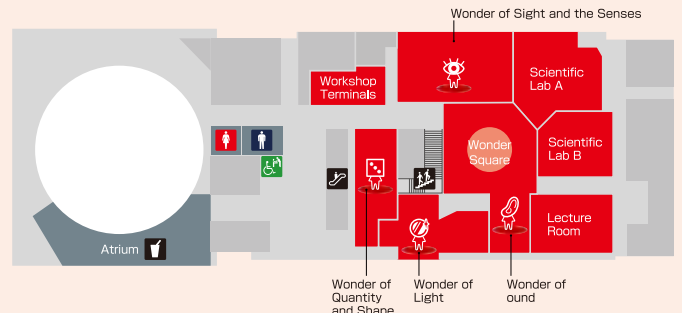 Wonder of Sight and the Senses
Workshop
Terminals
Scientific
Lab A
Wonder
Square
Scientific
Lab B
Lecture
Room
Atrium
Wonder of
Quantity
and Shape
Wonder of
Light
Wonder of
ound